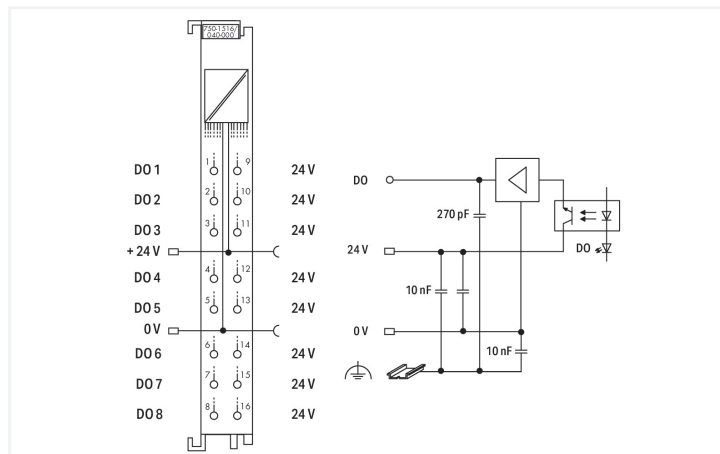 750-1516/
040-000
DO 1 1 9 24 V
DO 2 2 10 24 V
DO 3 3 11 24 V
+ 24 V
DO 4 4 12 24 V
DO 5 5 13 24 V
0 V
DO 6 6 14 24 V
DO 7 7 15 24 V
DO 8 8 16 24 V
DO
270 pF
24 V
DO
10 nF
0 V
10 nF